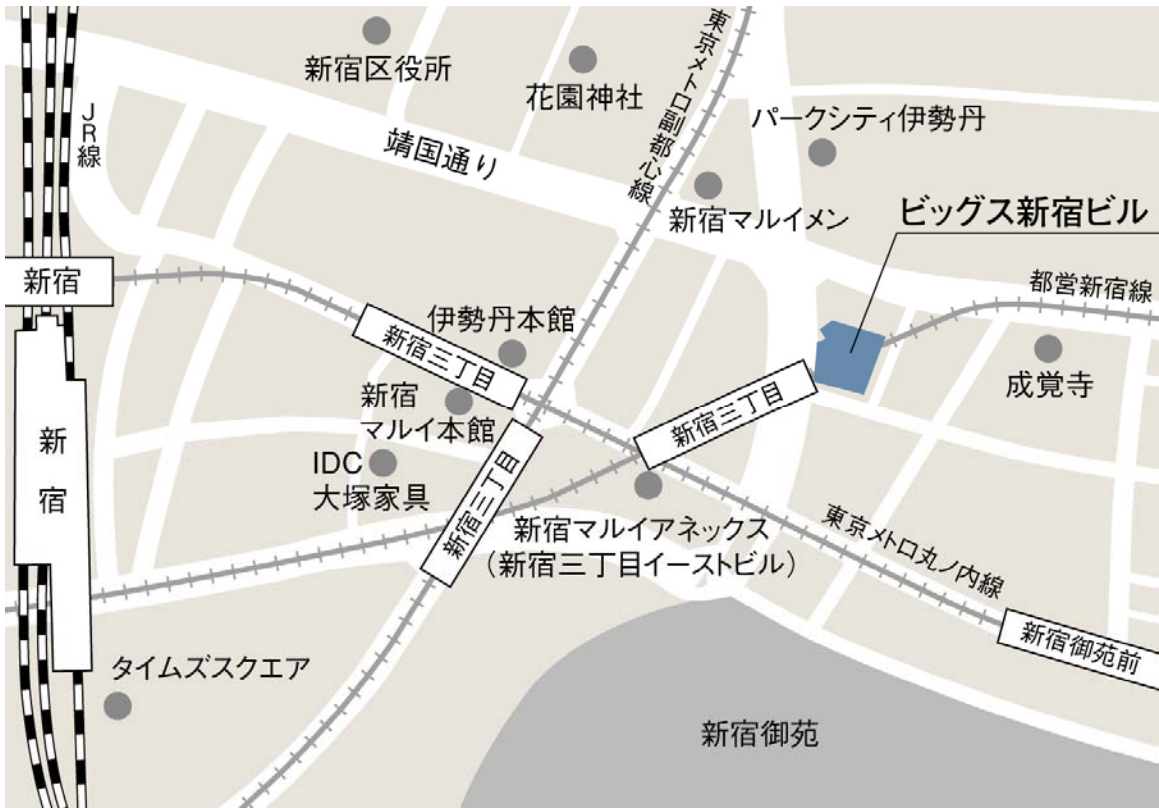 新宿区役所
花園神社
東京メトロ副都心線
パークシティ伊勢丹
JR線
靖国通り
新宿マルイメン
ビッグス新宿ビル
新宿
都営新宿線
伊勢丹本館
新宿三丁目
成覚寺
新宿
マルイ本館
新宿三丁目
新宿
IDC
大塚家具
新宿三丁目
新宿マルイアネックス
（新宿三丁目イーストビル）
東京メトロ丸ノ内線
新宿御苑前
タイムズスクエア
新宿御苑